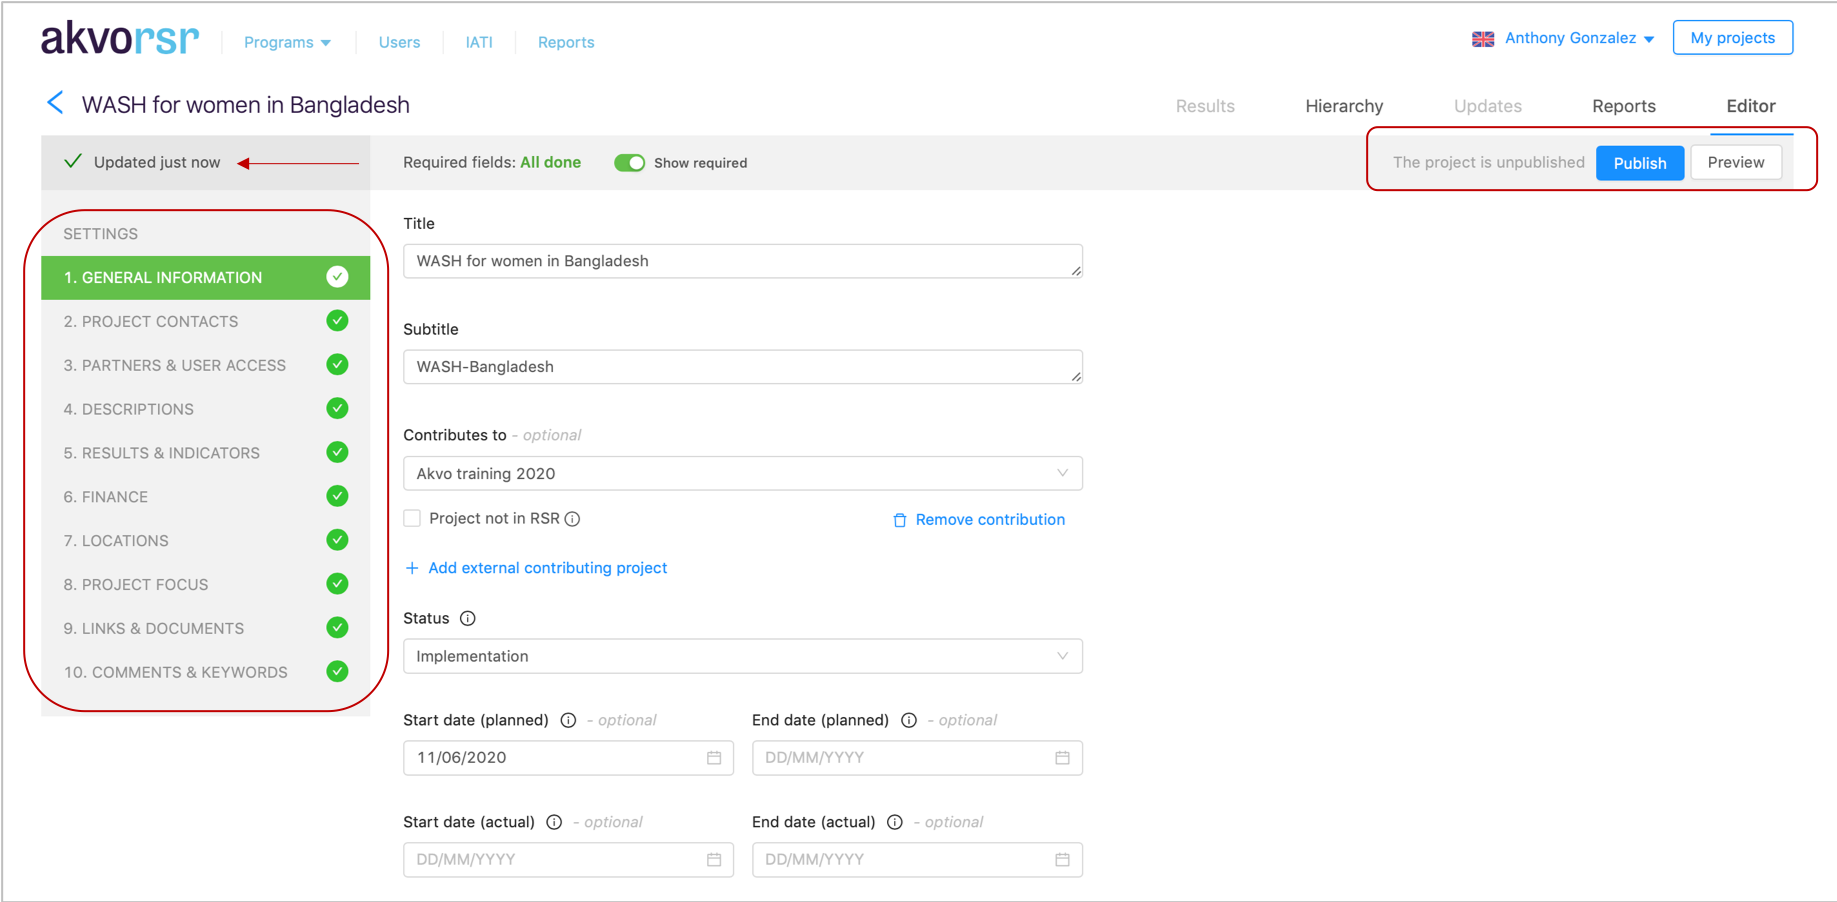 akvorsr Programs Users IATI Reports Anthony Gonzalez My projects
WASH for women in Bangladesh Results Hierarchy Updates Reports Editor
Updated just now Required fields: All done Show required The project is unpublished Publish Preview
SETTINGS
1. GENERAL INFORMATION
2. PROJECT CONTACTS
3. PARTNERS & USER ACCESS
4. DESCRIPTIONS
5. RESULTS & INDICATORS
6. FINANCE
7. LOCATIONS
8. PROJECT FOCUS
9. LINKS & DOCUMENTS
10. COMMENTS & KEYWORDS
Title
WASH for women in Bangladesh
Subtitle
WASH-Bangladesh
Contributes to - optional
Akvo training 2020
Project not in RSR Remove contribution
+ Add external contributing project
Status
Implementation
Start date (planned) - optional End date (planned) - optional
11/06/2020 DD/MM/YYYY
Start date (actual) - optional End date (actual) - optional
DD/MM/YYYY DD/MM/YYYY